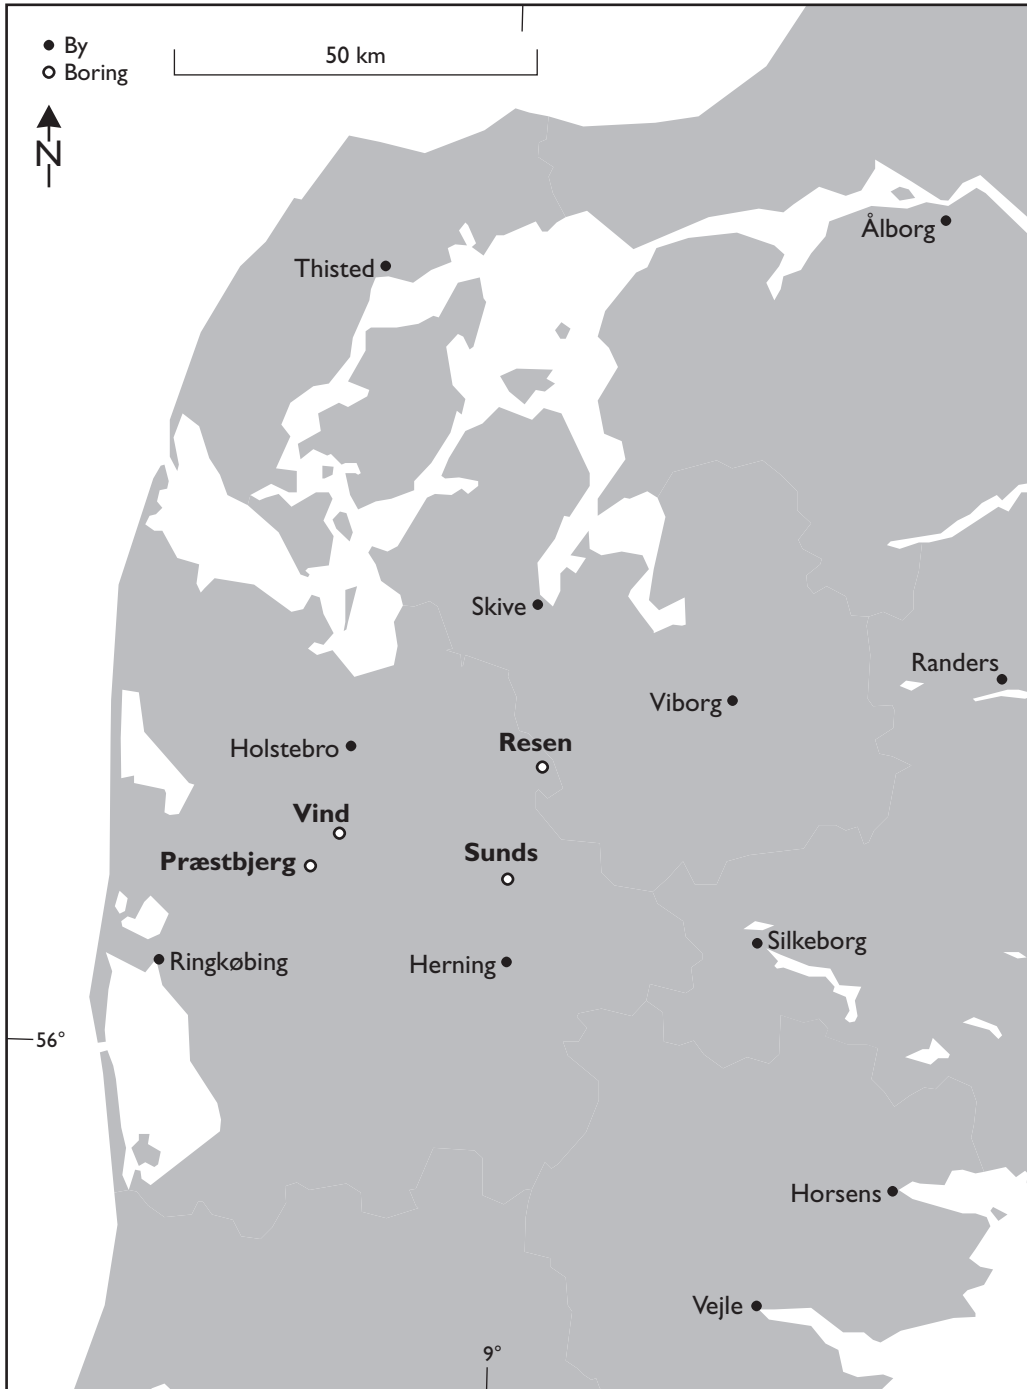 By
Boring
50 km
N
Ålborg
Thisted
Skive
Randers
Viborg
Holstebro
Resen
Vind
Sunds
Præstbjerg
Silkeborg
Ringkøbing
Herning
56°
Horsens
Vejle
9°